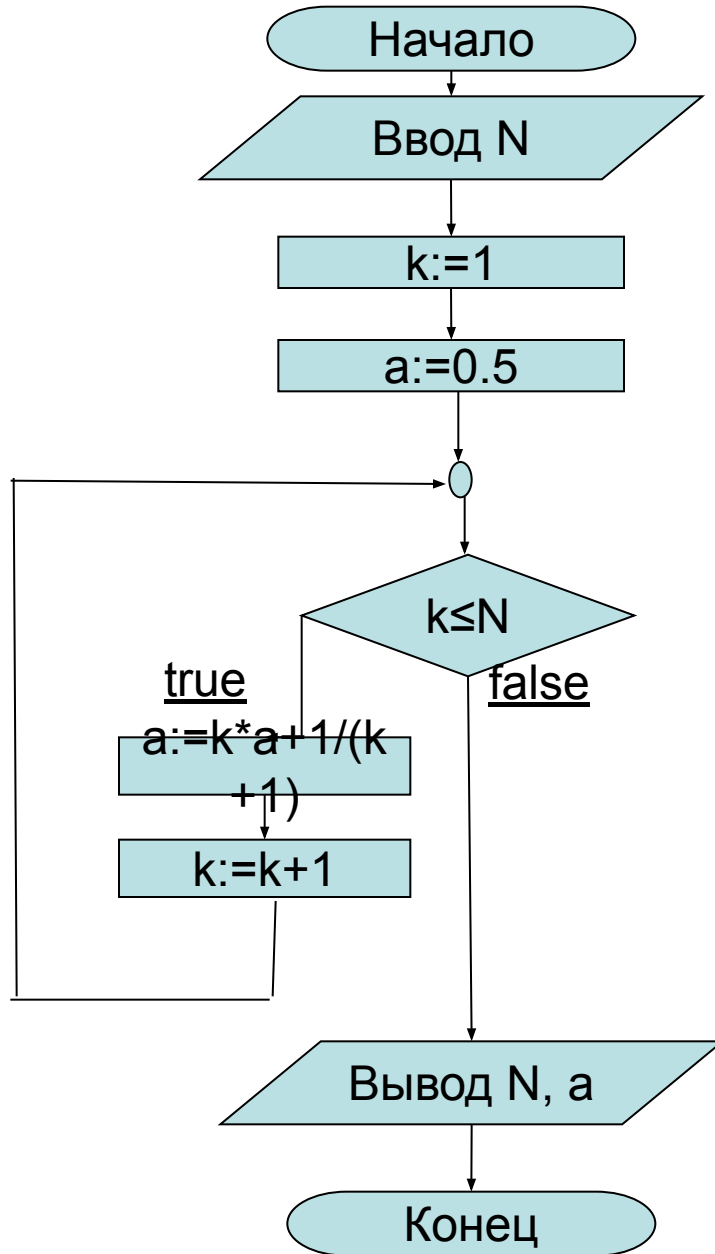 Начало
Ввод N
k:=1
a:=0.5
k≤N
true
false
a:=k*a+1/(k
+1)
k:=k+1
Вывод N, a
Конец